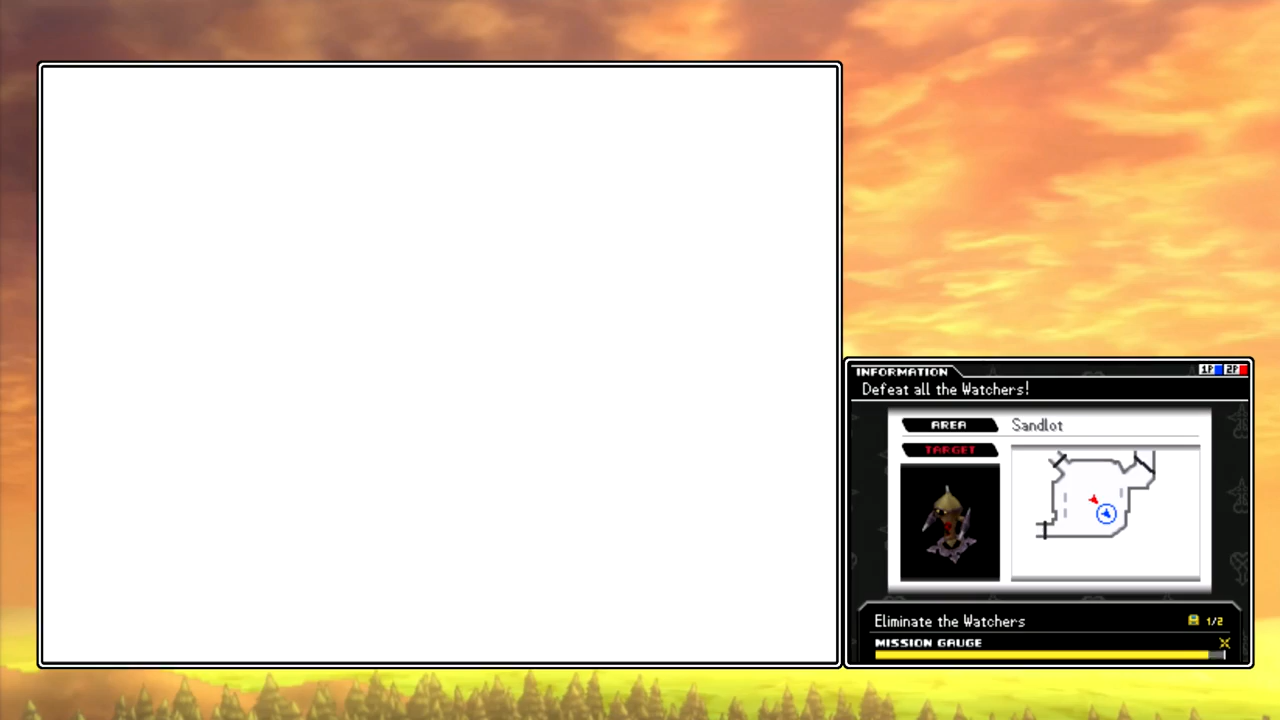 INFORMATION
1P 2P
Defeat all the Watchers!
AREA Sandlot
TARGET
Eliminate the Watchers 1/2
MISSION GAUGE